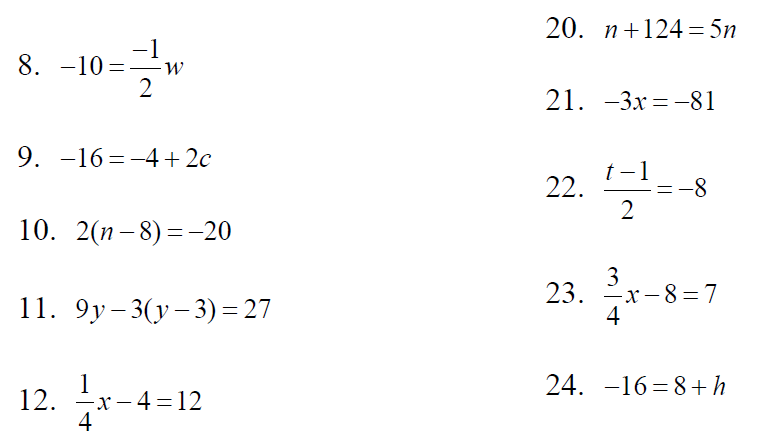 8. −10 = −1/2 w
9. −16 = −4 + 2c
10. 2(n − 8) = −20
11. 9y − 3(y − 3) = 27
12. 1/4 x − 4 = 12
20. n + 124 = 5n
21. −3x = −81
22. (t − 1)/2 = −8
23. 3/4 x − 8 = 7
24. −16 = 8 + h